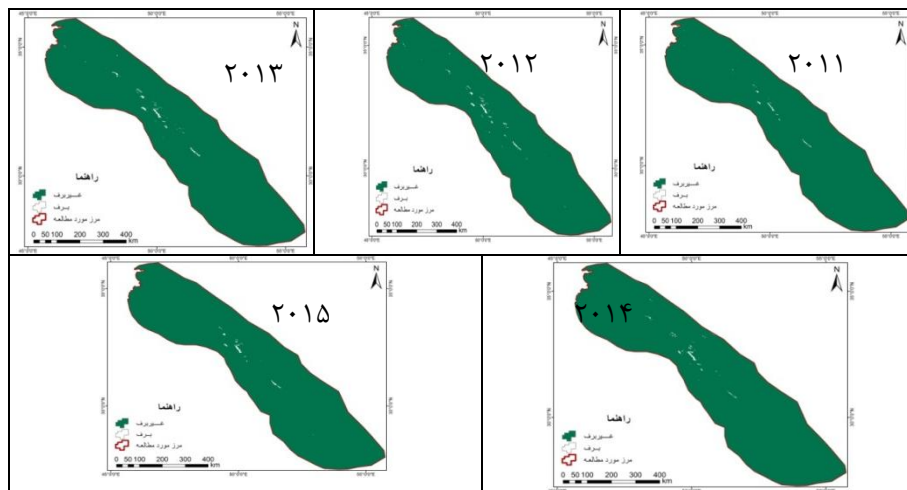 ۲۰۱۱
N
راهنما
غیربرف
برف
مرز مورد مطالعه
0 50 100 200 300 400
km
۲۰۱۲
N
راهنما
غیربرف
برف
مرز مورد مطالعه
0 50 100 200 300 400
km
۲۰۱۳
N
راهنما
غیربرف
برف
مرز مورد مطالعه
0 50 100 200 300 400
km
۲۰۱۴
N
راهنما
غیربرف
برف
مرز مورد مطالعه
0 50 100 200 300 400
km
۲۰۱۵
N
راهنما
غیربرف
برف
مرز مورد مطالعه
0 50 100 200 300 400
km